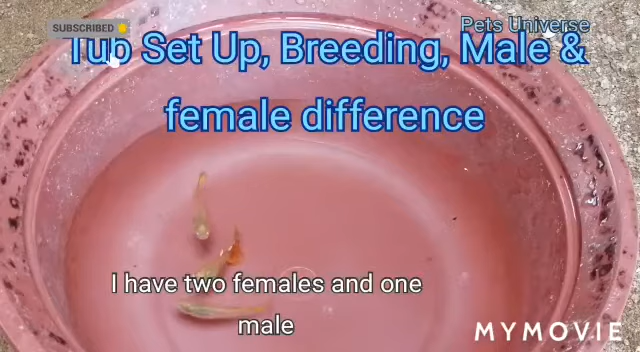 SUBSCRIBED
Pets Universe
Tub Set Up, Breeding, Male &
female difference
I have two females and one
male
MYMOVIE